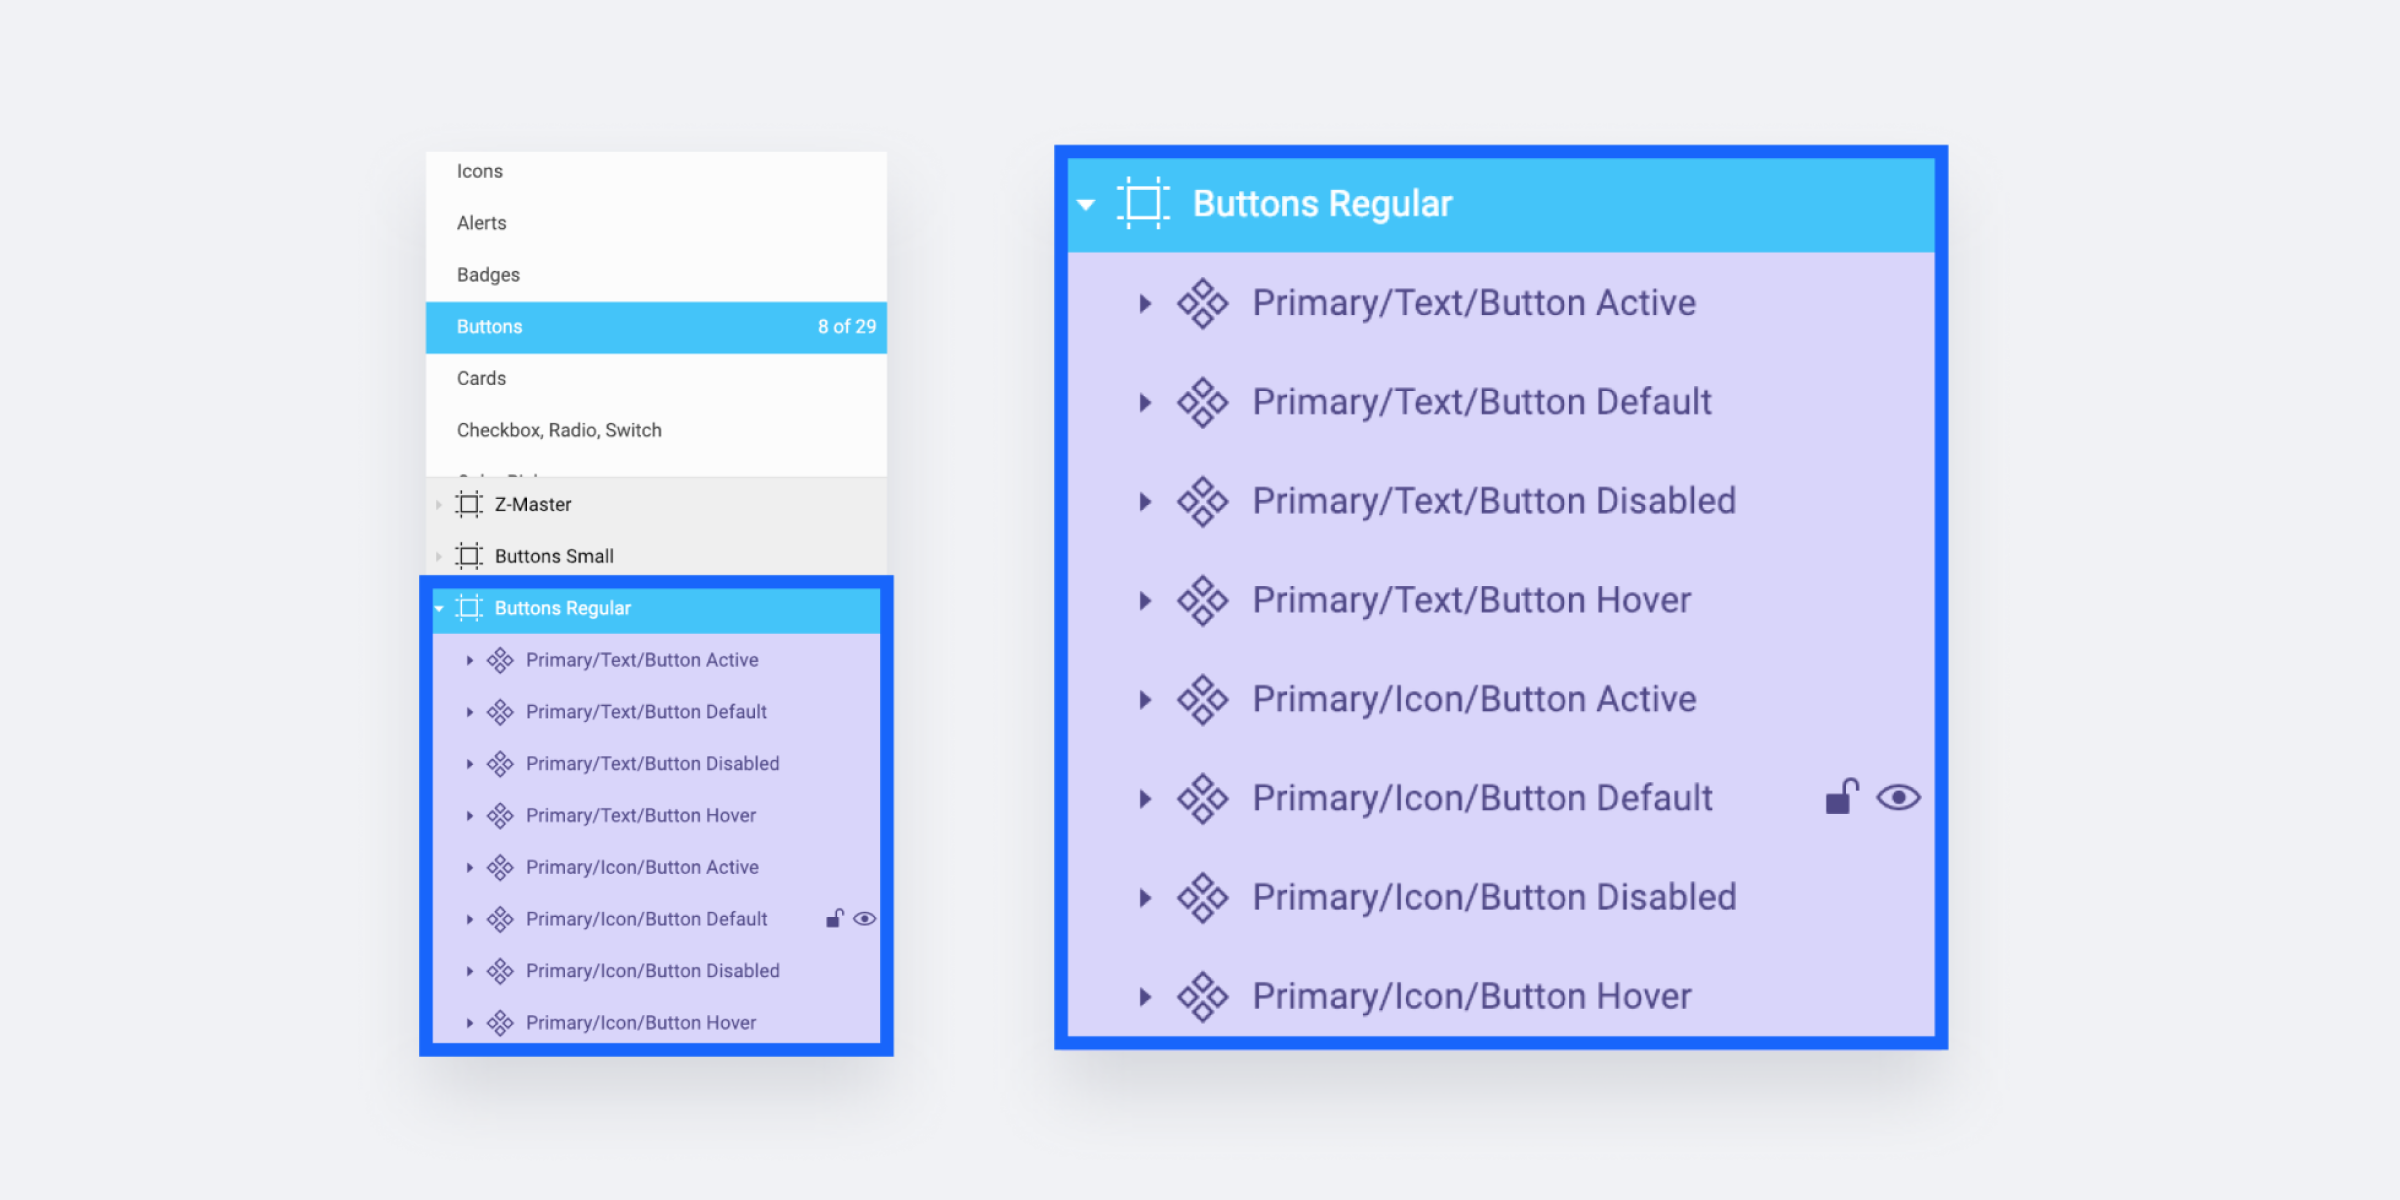 Icons
Alerts
Badges
Buttons 8 of 29
Cards
Checkbox, Radio, Switch
Z-Master
Buttons Small
Buttons Regular
Primary/Text/Button Active
Primary/Text/Button Default
Primary/Text/Button Disabled
Primary/Text/Button Hover
Primary/Icon/Button Active
Primary/Icon/Button Default
Primary/Icon/Button Disabled
Primary/Icon/Button Hover
Buttons Regular
Primary/Text/Button Active
Primary/Text/Button Default
Primary/Text/Button Disabled
Primary/Text/Button Hover
Primary/Icon/Button Active
Primary/Icon/Button Default
Primary/Icon/Button Disabled
Primary/Icon/Button Hover